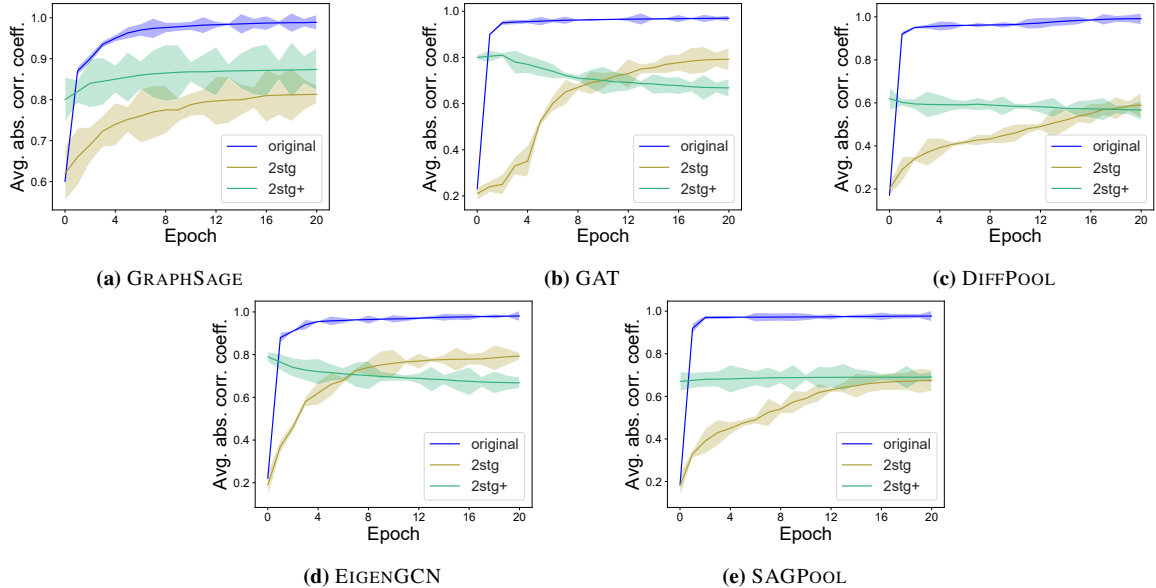 Avg. abs. corr. coeff.
1.0
0.9
0.8
0.7
0.6
original
2stg
2stg+
0 4 8 12 16 20
Epoch
(a) GRAPHSAGE
Avg. abs. corr. coeff.
1.0
0.8
0.6
0.4
0.2
original
2stg
2stg+
0 4 8 12 16 20
Epoch
(b) GAT
Avg. abs. corr. coeff.
1.0
0.8
0.6
0.4
0.2
original
2stg
2stg+
0 4 8 12 16 20
Epoch
(c) DIFFPOOL
Avg. abs. corr. coeff.
1.0
0.8
0.6
0.4
0.2
original
2stg
2stg+
0 4 8 12 16 20
Epoch
(d) EIGENGCN
Avg. abs. corr. coeff.
1.0
0.8
0.6
0.4
0.2
original
2stg
2stg+
0 4 8 12 16 20
Epoch
(e) SAGPOOL